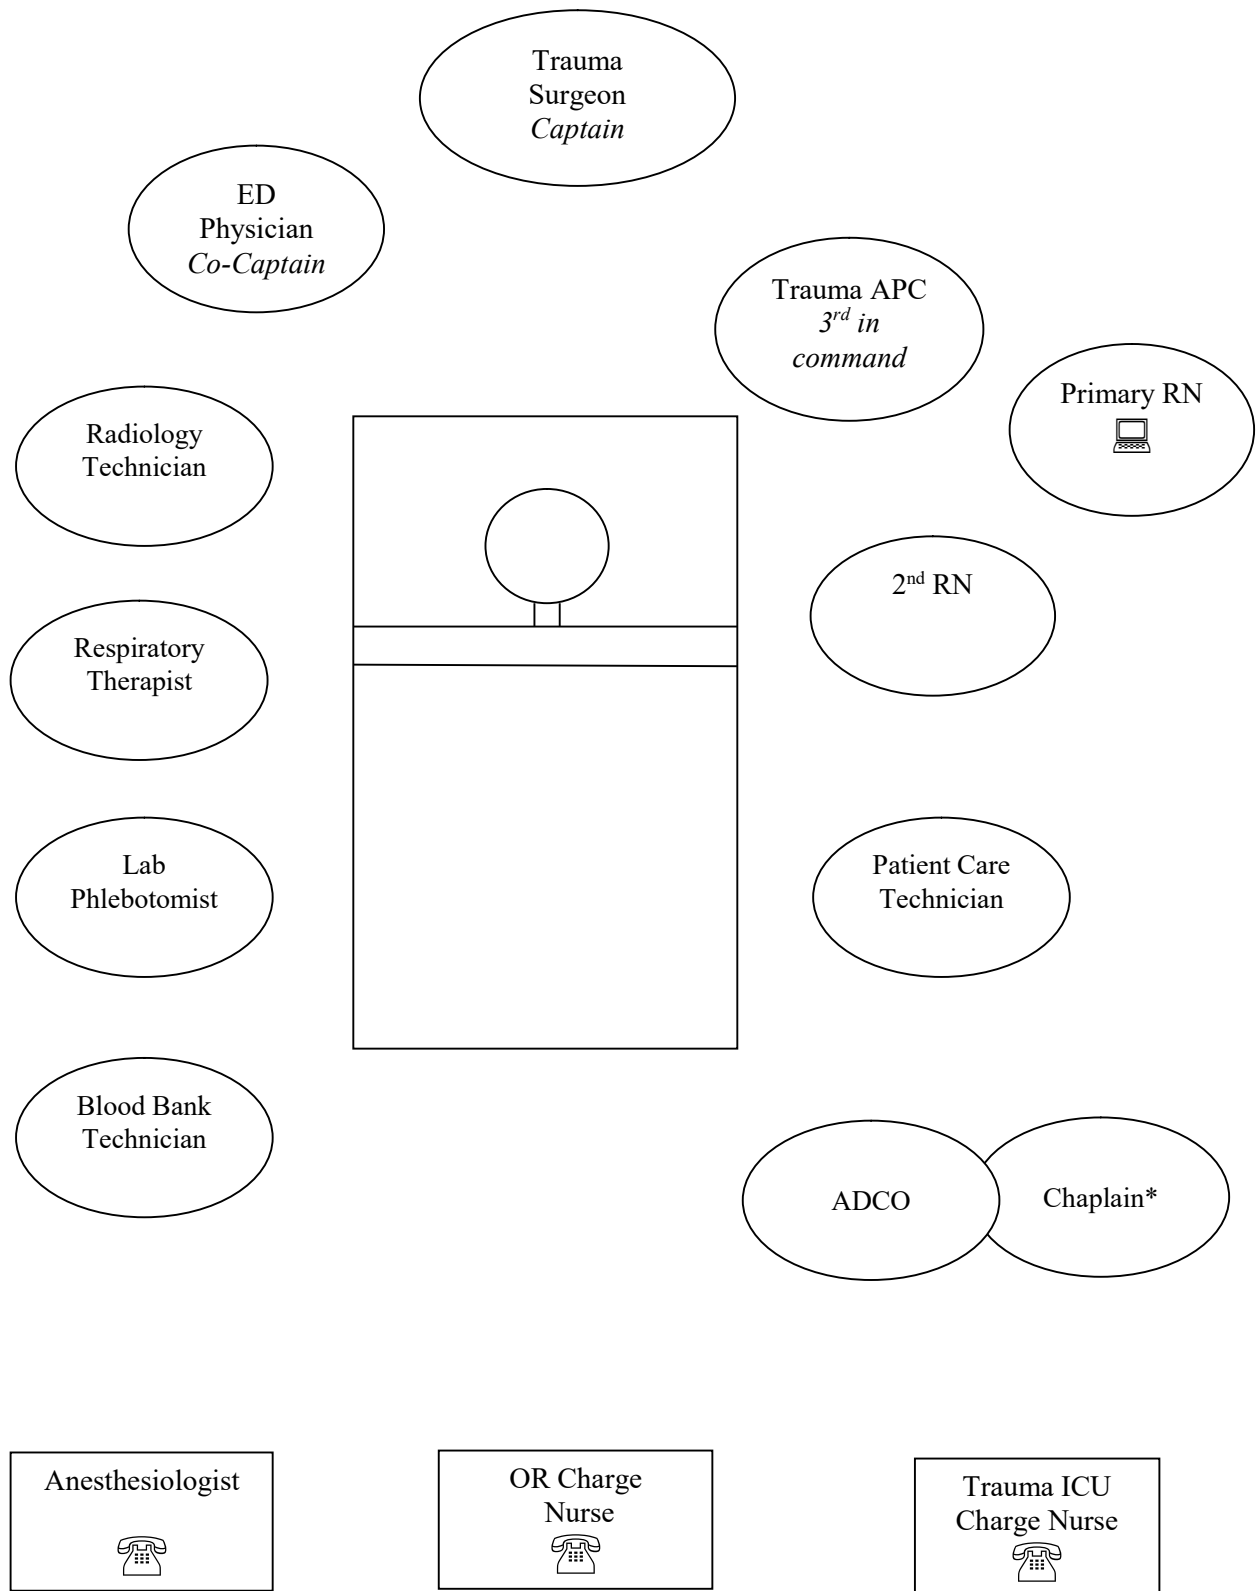 Trauma
Surgeon
Captain
ED
Physician
Co-Captain
Trauma APC
3rd in
command
Primary RN
Radiology
Technician
2nd RN
Respiratory
Therapist
Lab
Phlebotomist
Patient Care
Technician
Blood Bank
Technician
ADCO
Chaplain*
Anesthesiologist
OR Charge
Nurse
Trauma ICU
Charge Nurse